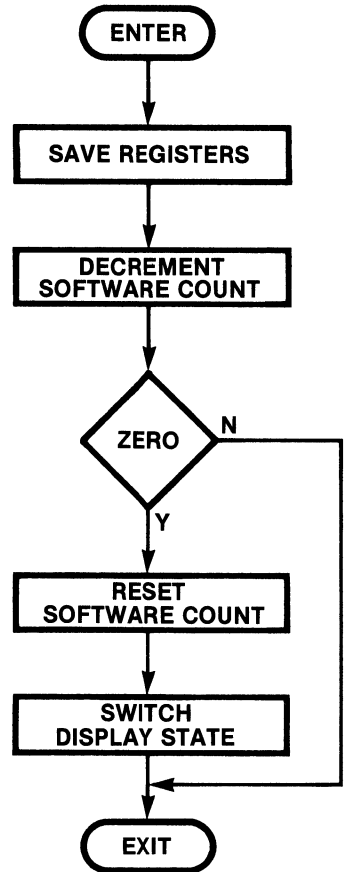 ENTER
SAVE REGISTERS
DECREMENT
SOFTWARE COUNT
ZERO
N
Y
RESET
SOFTWARE COUNT
SWITCH
DISPLAY STATE
EXIT